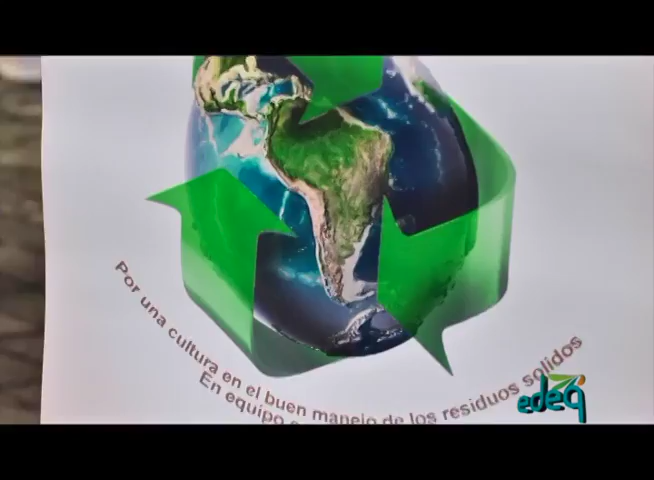 Por una cultura en el buen manejo de los residuos solidos
En equipo
edeq